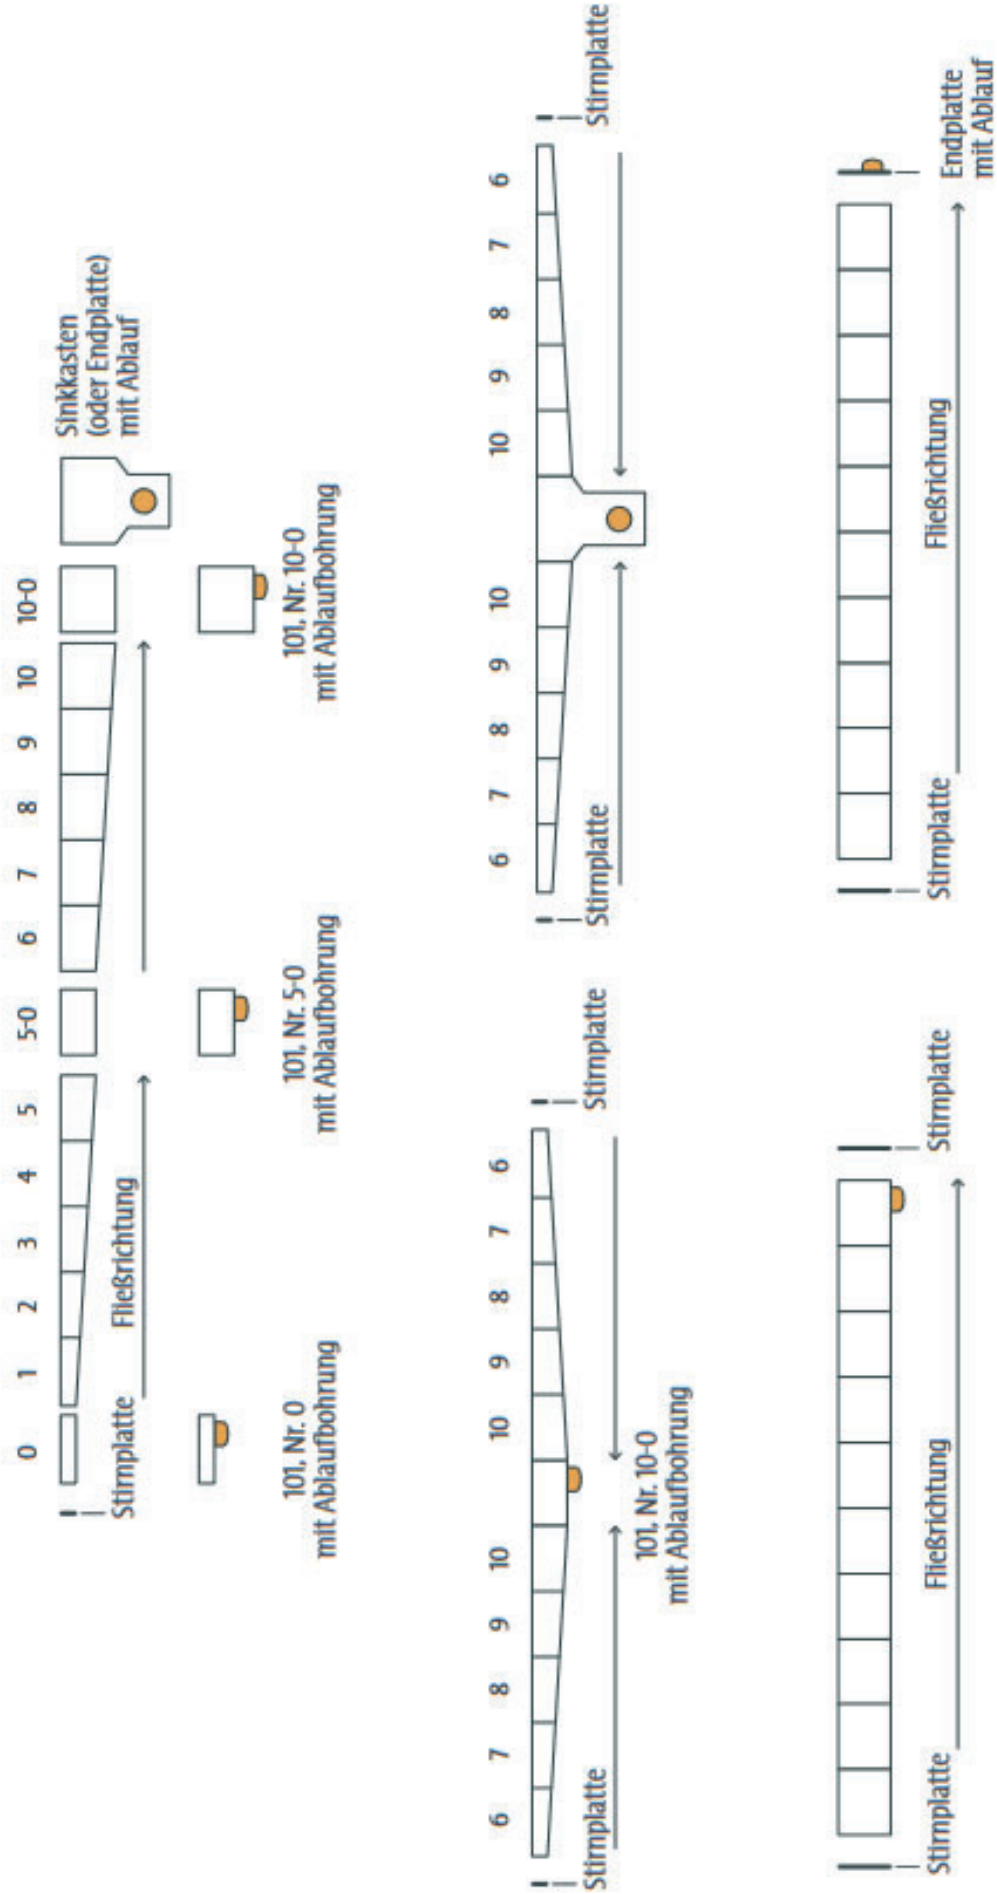 0 1 2 3 4 5 5-0 6 7 8 9 10 10-0
Sinkkasten
(oder Endplatte)
mit Ablauf
Stirnplatte
Fließrichtung
101, Nr. 0
mit Ablaufbohrung
101, Nr. 5-0
mit Ablaufbohrung
101, Nr. 10-0
mit Ablaufbohrung
6 7 8 9 10 10 9 8 7 6
Stirnplatte
Stirnplatte
101, Nr. 10-0
mit Ablaufbohrung
6 7 8 9 10 10 9 8 7 6
Stirnplatte
Stirnplatte
Stirnplatte
Fließrichtung
Stirnplatte
Stirnplatte
Fließrichtung
Endplatte
mit Ablauf